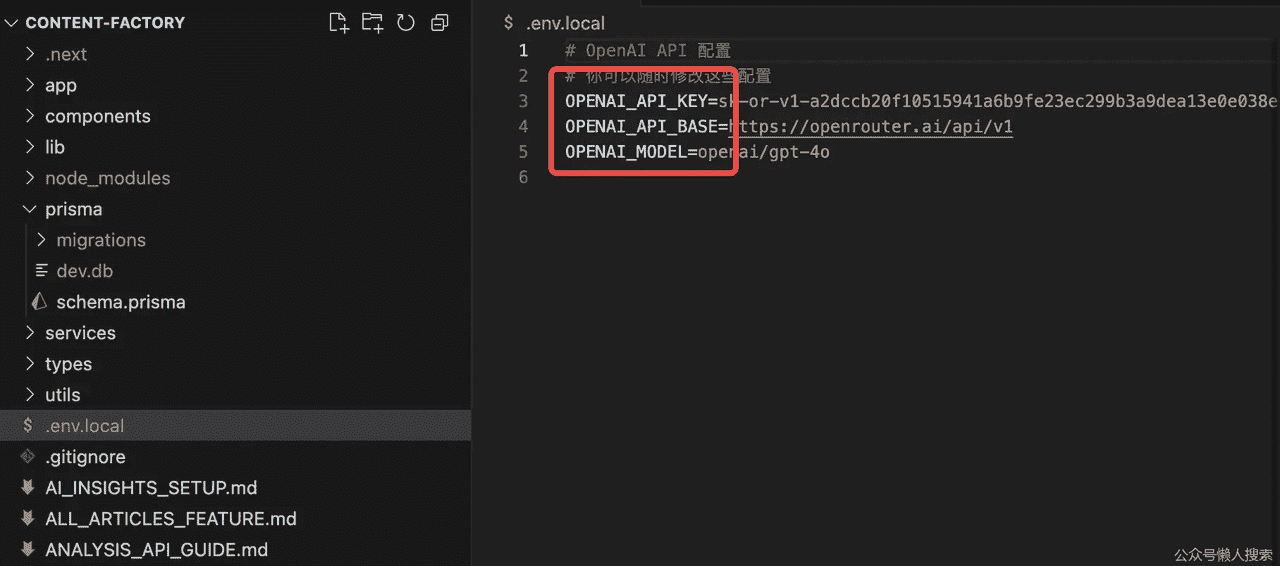 CONTENT-FACTORY
.next
app
components
lib
node_modules
prisma
migrations
dev.db
schema.prisma
services
types
utils
$ .env.local
.gitignore
AI_INSIGHTS_SETUP.md
ALL_ARTICLES_FEATURE.md
ANALYSIS_API_GUIDE.md
$ .env.local
1 # OpenAI API 配置
2 # 你可以随时修改这些配置
3 OPENAI_API_KEY=sk-or-v1-a2dccb20f10515941a6b9fe23ec299b3a9dea13e0e038e
4 OPENAI_API_BASE=https://openrouter.ai/api/v1
5 OPENAI_MODEL=openai/gpt-4o
6
公众号懒人搜索